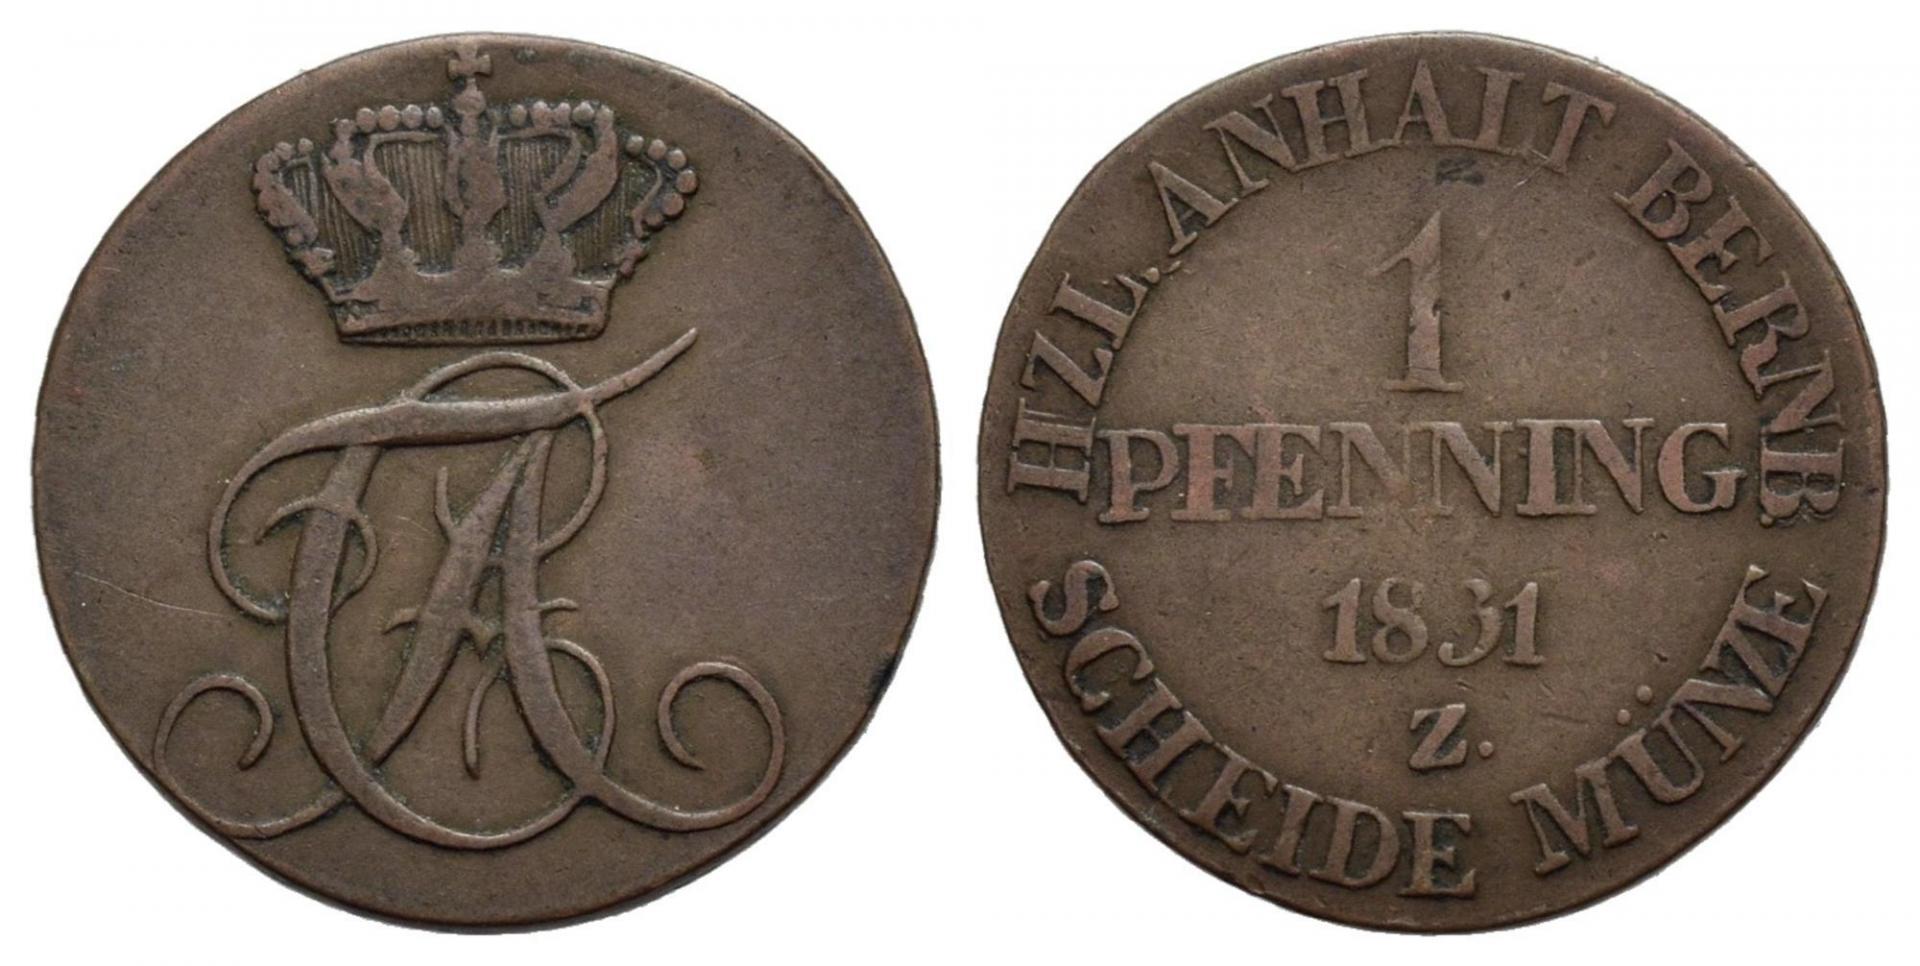 A
HZL. ANHALT BERNB.
1
PFENNING
1831
Z.
SCHEIDE MÜNZE